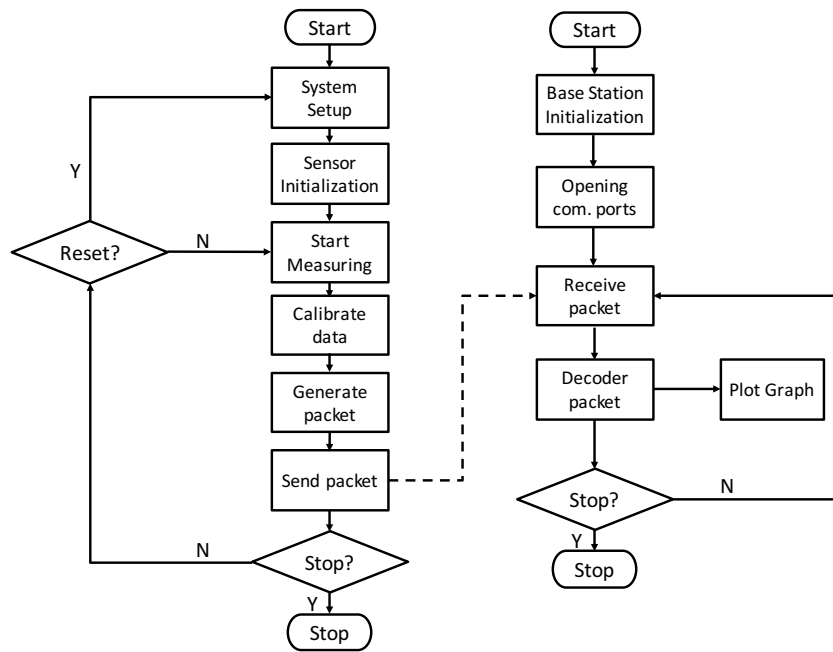 Start
System
Setup
Sensor
Initialization
Y
Reset?
N
Start
Measuring
Calibrate
data
Generate
packet
Send packet
N
Stop?
Y
Stop
Start
Base Station
Initialization
Opening
com. ports
Receive
packet
Decoder
packet
Plot Graph
Stop?
N
Y
Stop